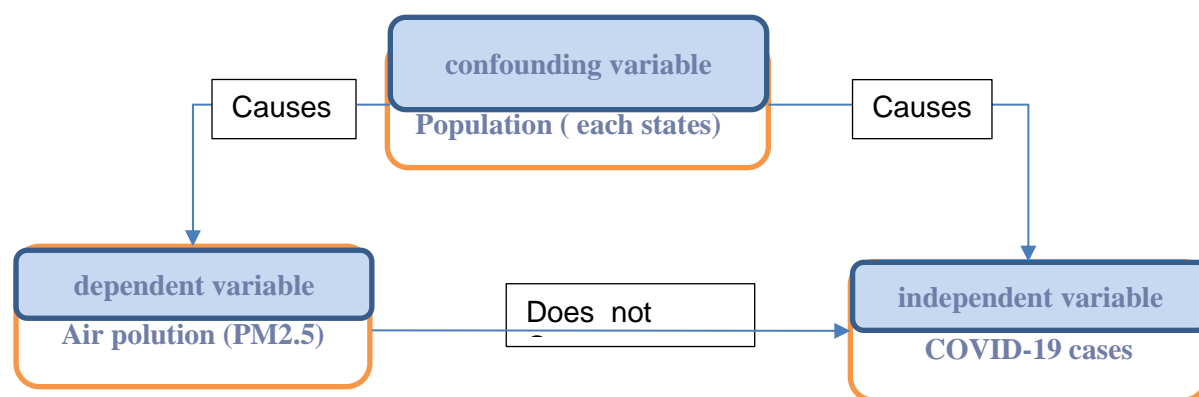 confounding variable
Population ( each states)
Causes
Causes
dependent variable
Air polution (PM2.5)
Does not
independent variable
COVID-19 cases